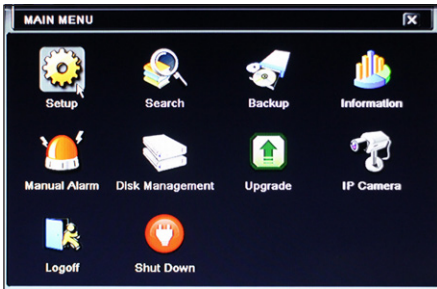 MAIN MENU
Setup Search Backup Information
Manual Alarm Disk Management Upgrade IP Camera
Logoff Shut Down